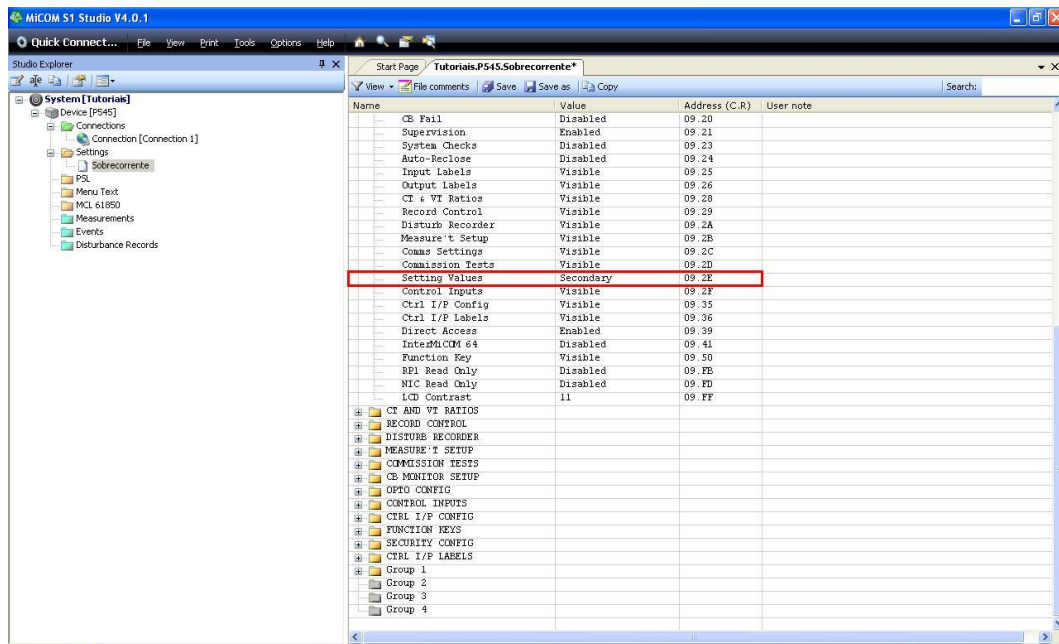 MiCOM S1 Studio V4.0.1
Quick Connect... File View Print Tools Options Help
Studio Explorer
Start Page Tutoriais.P545.Sobrecorrente*
View File comments Save Save as Copy Search:
System [Tutoriais]
Device [P545]
Connections
Connection [Connection 1]
Settings
Sobrecorrente
PSL
Menu Text
MCL 61850
Measurements
Events
Disturbance Records
Name Value Address (C.R) User note
CB Fail Disabled 09.20
Supervision Enabled 09.21
System Checks Disabled 09.23
Auto-Reclose Disabled 09.24
Input Labels Visible 09.25
Output Labels Visible 09.26
CT & VT Ratios Visible 09.28
Record Control Visible 09.29
Disturb Recorder Visible 09.2A
Measure't Setup Visible 09.2B
Comms Settings Visible 09.2C
Commission Tests Visible 09.2D
Setting Values Secondary 09.2E
Control Inputs Visible 09.2F
Ctrl I/P Config Visible 09.35
Ctrl I/P Labels Visible 09.36
Direct Access Enabled 09.39
InterMiCOM 64 Disabled 09.41
Function Key Visible 09.50
RP1 Read Only Disabled 09.FB
NIC Read Only Disabled 09.FD
LCD Contrast 11 09.FF
CT AND VT RATIOS
RECORD CONTROL
DISTURB RECORDER
MEASURE'T SETUP
COMMISSION TESTS
CB MONITOR SETUP
OPTO CONFIG
CONTROL INPUTS
CTRL I/P CONFIG
FUNCTION KEYS
SECURITY CONFIG
CTRL I/P LABELS
Group 1
Group 2
Group 3
Group 4